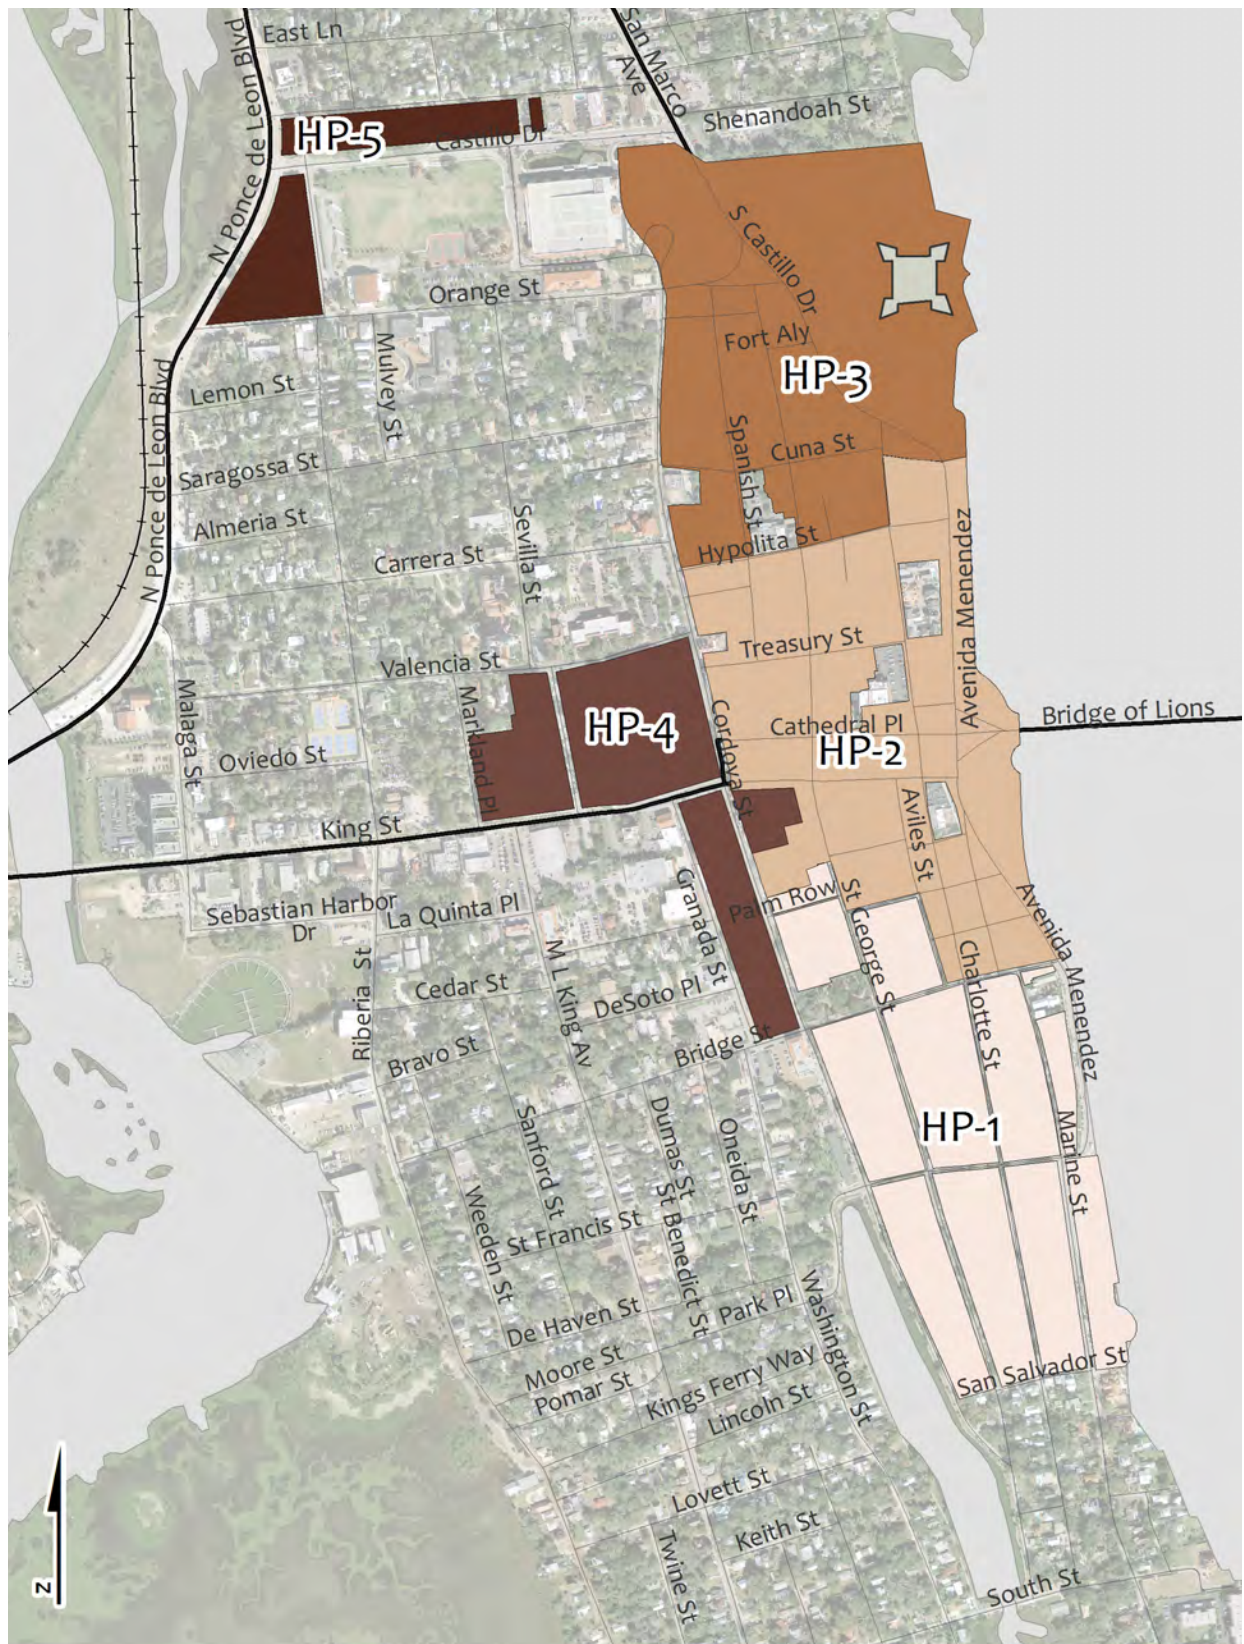 East Ln
San Marco
Ave
N Ponce de Leon Blvd
Shenandoah St
HP-5
Castillo Dr
S Castillo Dr
Orange St
Fort Aly
HP-3
Mulvey St
Lemon St
N Ponce de Leon Blvd
Spanish St
Cuna St
Saragossa St
Almeria St
Sevilla St
Hypolita St
Avenida Menendez
Carrera St
Treasury St
Valencia St
Malaga St
Markland Pl
HP-4
Cordova St
Cathedral Pl
Bridge of Lions
HP-2
Oviedo St
King St
Aviles St
Granada St
Palm Row
St George St
Avenida Menendez
Sebastian Harbor
Dr
La Quinta Pl
Riberia St
M L King Av
Charlotte St
Cedar St
DeSoto Pl
Bridge St
Bravo St
Sanford St
Dumas St
Oneida St
HP-1
Marine St
Weeden St
St Francis St
St Benedict St
Washington St
De Haven St
Park Pl
Moore St
Pomar St
Kings Ferry Way
San Salvador St
Lincoln St
Lovett St
Keith St
Twine St
South St
N